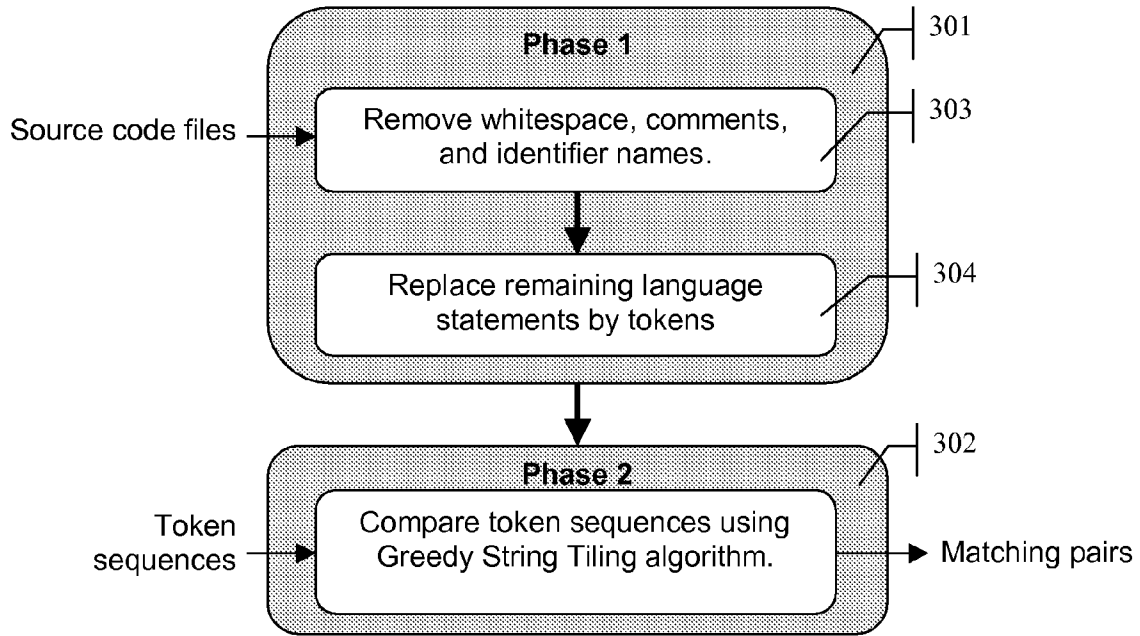 Phase 1
301
Source code files
Remove whitespace, comments,
and identifier names.
303
Replace remaining language
statements by tokens
304
Phase 2
302
Token
sequences
Compare token sequences using
Greedy String Tiling algorithm.
Matching pairs